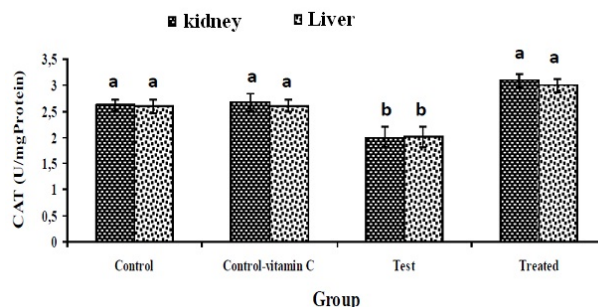 kidney Liver
CAT (U/mgProtein)
3,5
3
2,5
2
1,5
1
0,5
0
a a a a b b a a
Control Control-vitamin C Test Treated
Group